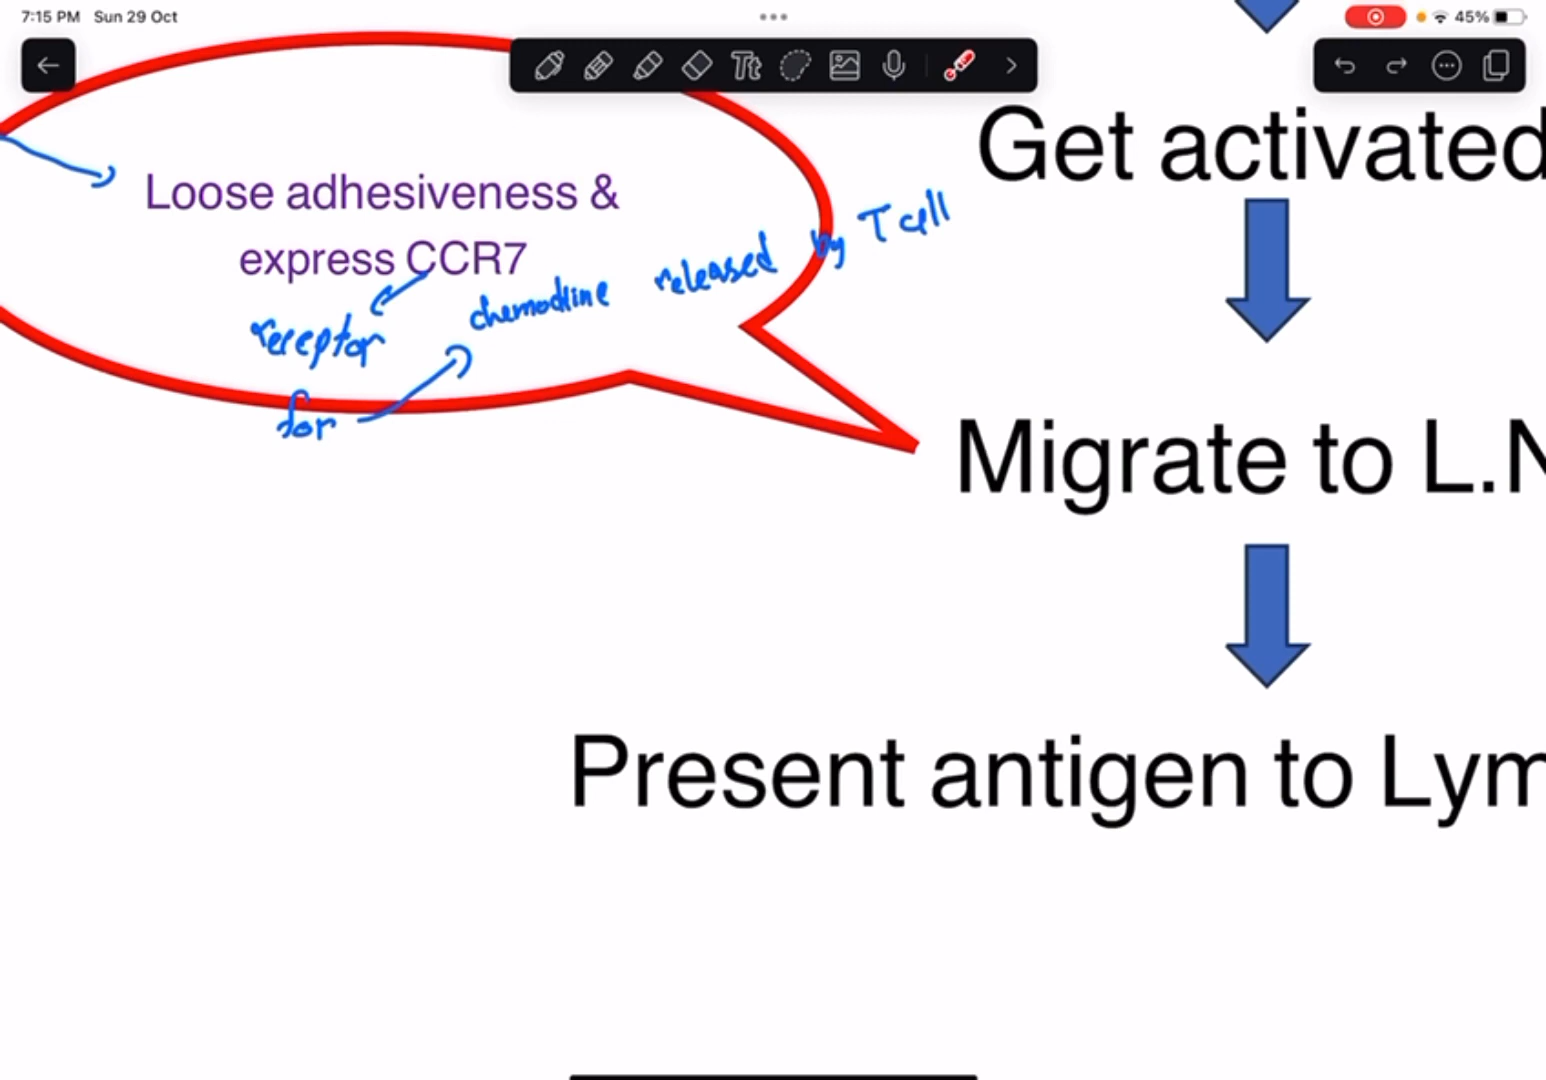 7:15 PM Sun 29 Oct
45%
Tt
Get activated
Loose adhesiveness &
express CCR7
receptor
for
chemokine released by T cell
Migrate to L.N
Present antigen to Lym